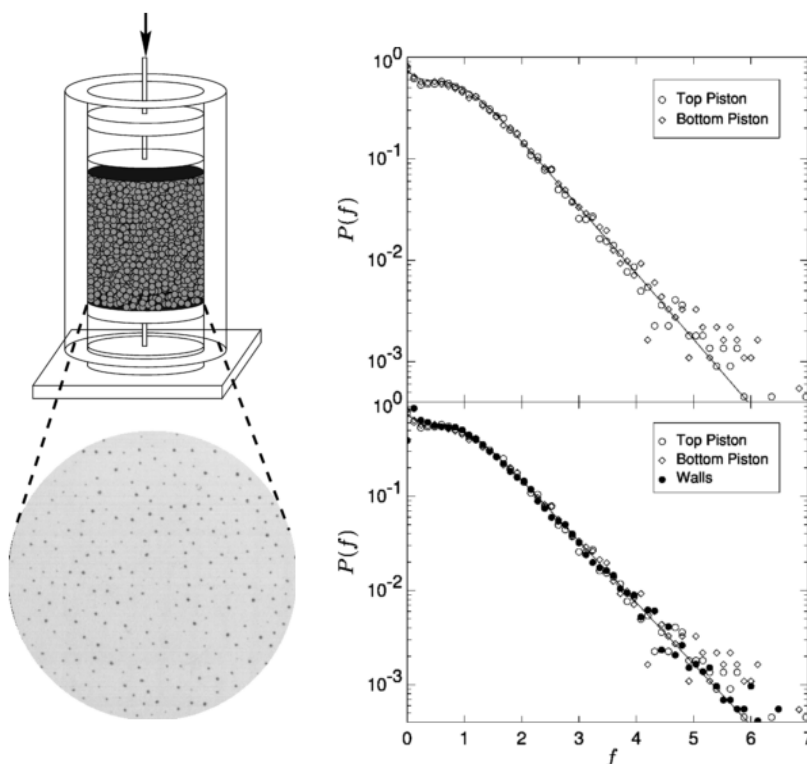 10^0
10^-1
10^-2
10^-3
P(f)
○ Top Piston
◇ Bottom Piston
10^0
10^-1
10^-2
10^-3
P(f)
○ Top Piston
◇ Bottom Piston
● Walls
0 1 2 3 4 5 6 7
f